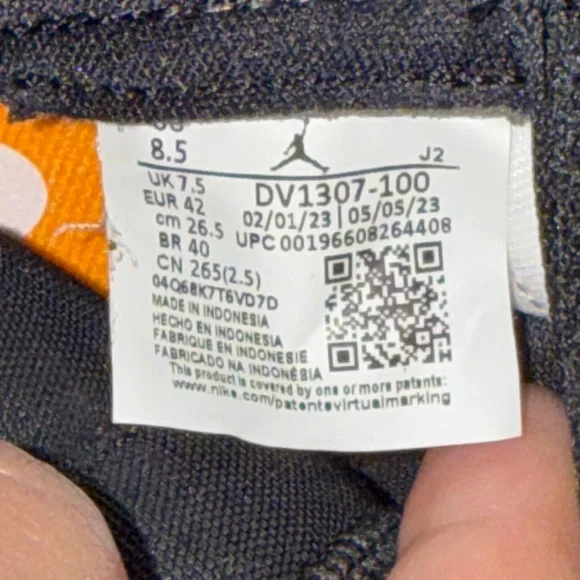 8.5
J2
UK 7.5
EUR 42
cm 26.5
BR 40
CN 265(2.5)
DV1307-100
02/01/23 | 05/05/23
UPC 00196608264408
04Q68K7T6VD7D
MADE IN INDONESIA
HECHO EN INDONESIA
FABRIQUE EN INDONESIE
FABRICADO NA INDONÉSIA
This product is covered by one or more patents:
www.nike.com/patentsvirtualmarking